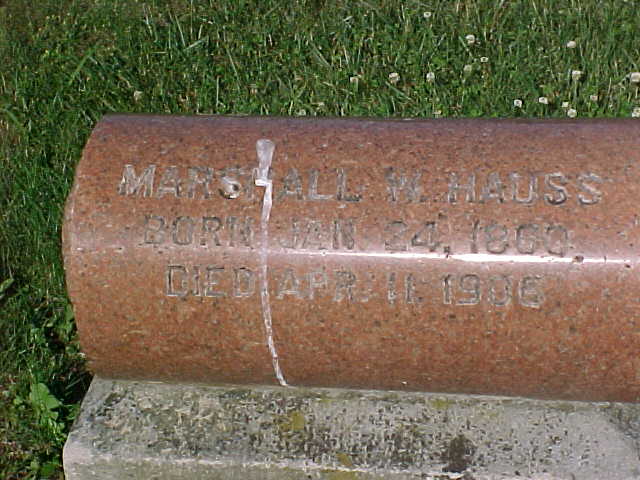 MARSHALL W. HAUSS
BORN JAN 24, 1860
DIED APR. 11, 1906